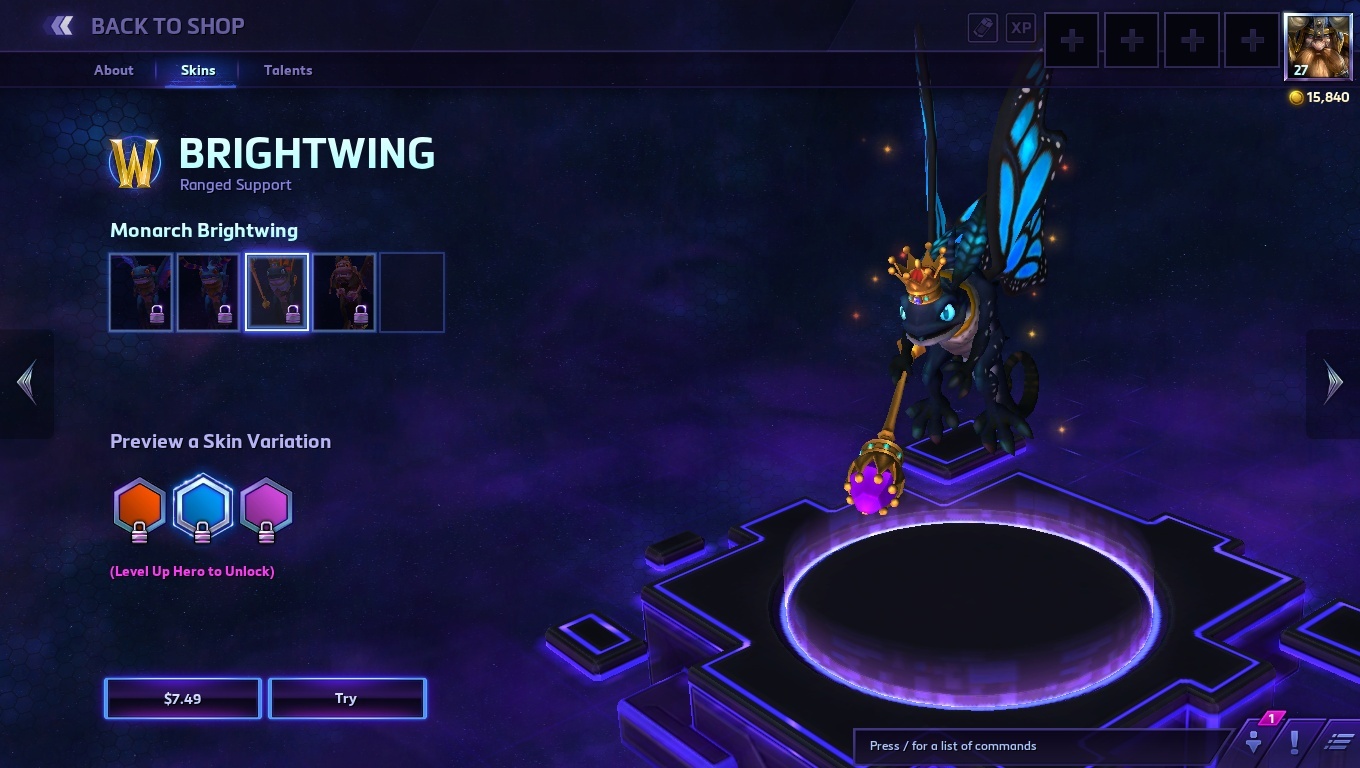 BACK TO SHOP
XP
27
15,840
About
Skins
Talents
W
BRIGHTWING
Ranged Support
Monarch Brightwing
Preview a Skin Variation
(Level Up Hero to Unlock)
$7.49
Try
1
Press / for a list of commands